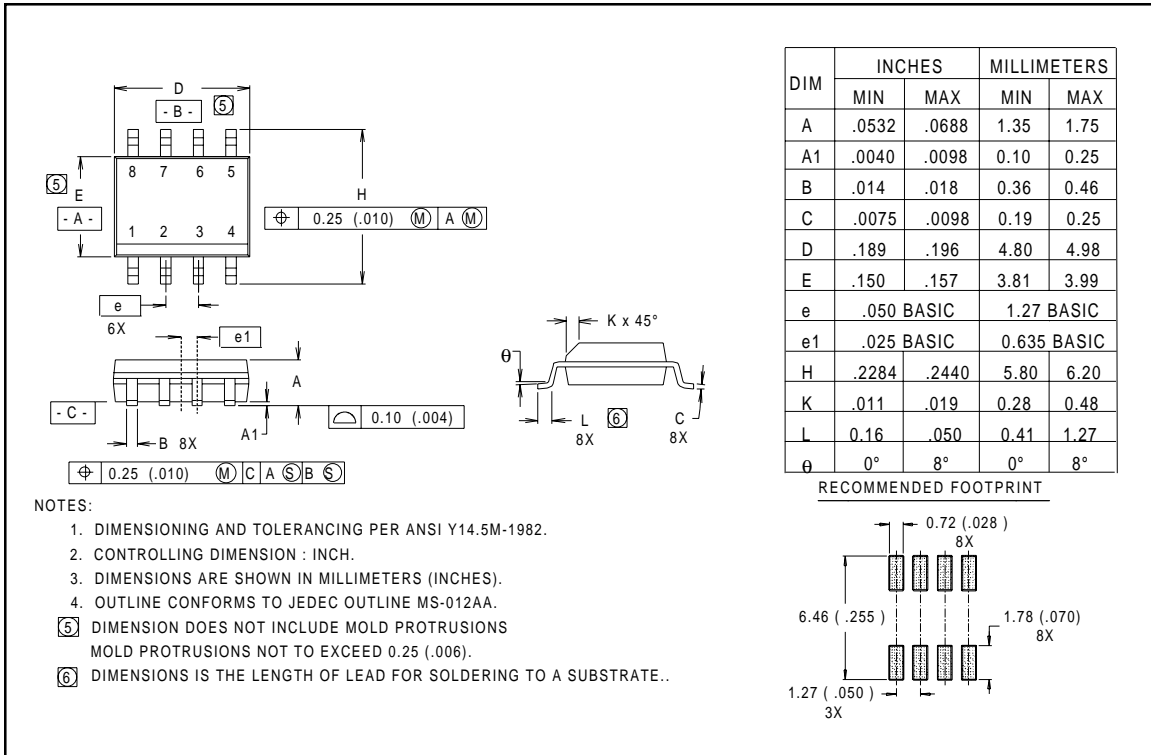 D
- B -
5
8 7 6 5
5
E
- A -
H
⌖ 0.25 (.010) Ⓜ A Ⓜ
1 2 3 4
e
6X
e1
K x 45°
θ
A
- C -
A1
0.10 (.004)
B 8X
L
8X
6
C
8X
⌖ 0.25 (.010) Ⓜ C A Ⓢ B Ⓢ
NOTES:
1. DIMENSIONING AND TOLERANCING PER ANSI Y14.5M-1982.
2. CONTROLLING DIMENSION : INCH.
3. DIMENSIONS ARE SHOWN IN MILLIMETERS (INCHES).
4. OUTLINE CONFORMS TO JEDEC OUTLINE MS-012AA.
5 DIMENSION DOES NOT INCLUDE MOLD PROTRUSIONS
MOLD PROTRUSIONS NOT TO EXCEED 0.25 (.006).
6 DIMENSIONS IS THE LENGTH OF LEAD FOR SOLDERING TO A SUBSTRATE..
DIM INCHES MILLIMETERS
MIN MAX MIN MAX
A .0532 .0688 1.35 1.75
A1 .0040 .0098 0.10 0.25
B .014 .018 0.36 0.46
C .0075 .0098 0.19 0.25
D .189 .196 4.80 4.98
E .150 .157 3.81 3.99
e .050 BASIC 1.27 BASIC
e1 .025 BASIC 0.635 BASIC
H .2284 .2440 5.80 6.20
K .011 .019 0.28 0.48
L 0.16 .050 0.41 1.27
θ 0° 8° 0° 8°
RECOMMENDED FOOTPRINT
0.72 (.028 )
8X
6.46 ( .255 )
1.78 (.070)
8X
1.27 ( .050 )
3X